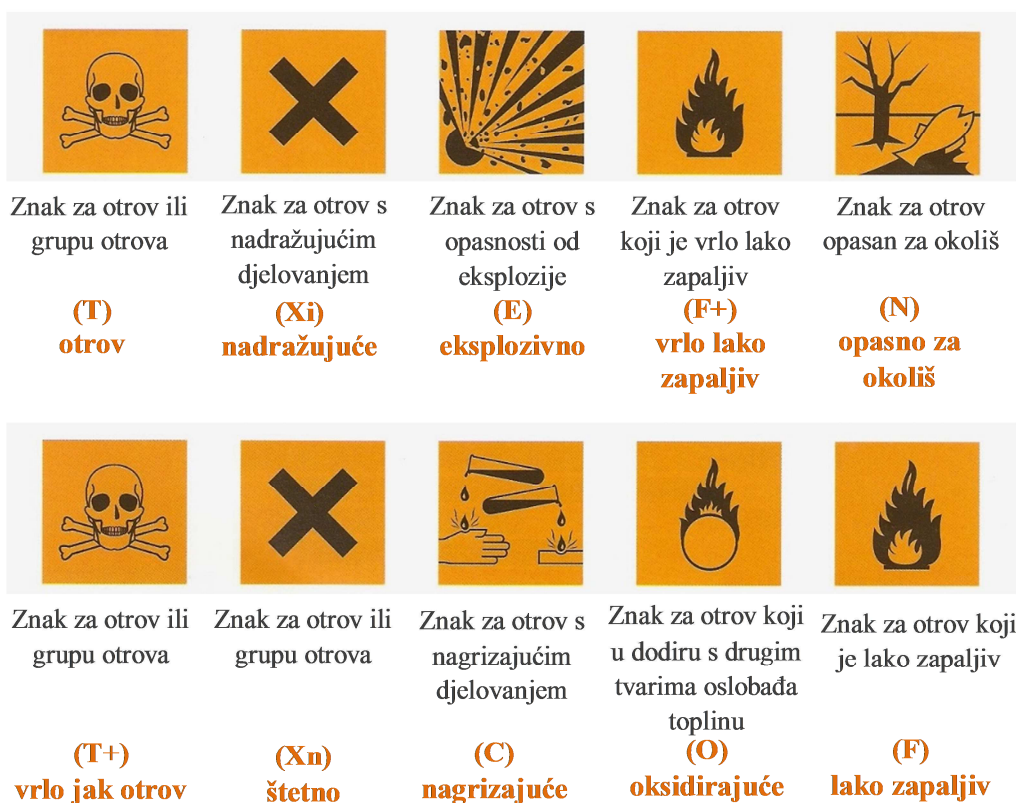 Znak za otrov ili
grupu otrova
(T)
otrov
Znak za otrov s
nadražujućim
djelovanjem
(Xi)
nadražujuće
Znak za otrov s
opasnosti od
eksplozije
(E)
eksplozivno
Znak za otrov
koji je vrlo lako
zapaljiv
(F+)
vrlo lako
zapaljiv
Znak za otrov
opasan za okoliš
(N)
opasno za
okoliš
Znak za otrov ili
grupu otrova
(T+)
vrlo jak otrov
Znak za otrov ili
grupu otrova
(Xn)
štetno
Znak za otrov s
nagrizajućim
djelovanjem
(C)
nagrizajuće
Znak za otrov koji
u dodiru s drugim
tvarima oslobađa
toplinu
(O)
oksidirajuće
Znak za otrov koji
je lako zapaljiv
(F)
lako zapaljiv